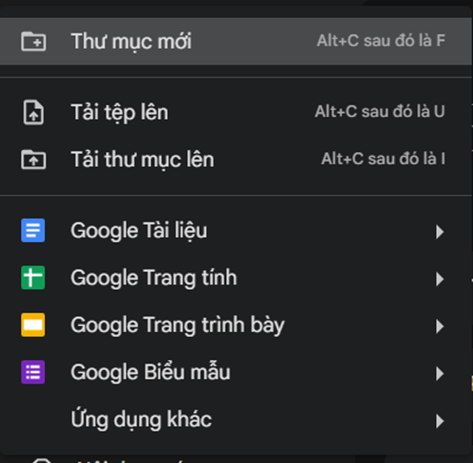 Thư mục mới
Alt+C sau đó là F
Tải tệp lên
Alt+C sau đó là U
Tải thư mục lên
Alt+C sau đó là I
Google Tài liệu
Google Trang tính
Google Trang trình bày
Google Biểu mẫu
Ứng dụng khác